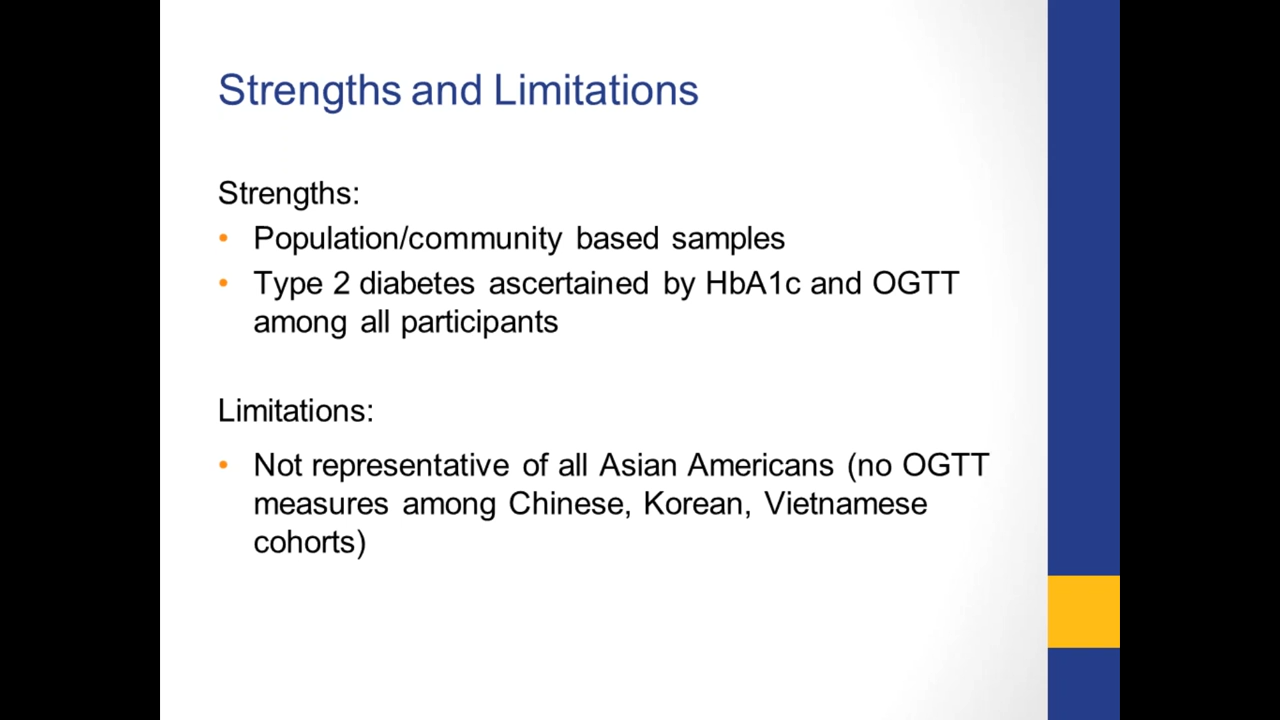 Strengths and Limitations
Strengths:
• Population/community based samples
• Type 2 diabetes ascertained by HbA1c and OGTT
among all participants
Limitations:
• Not representative of all Asian Americans (no OGTT
measures among Chinese, Korean, Vietnamese
cohorts)